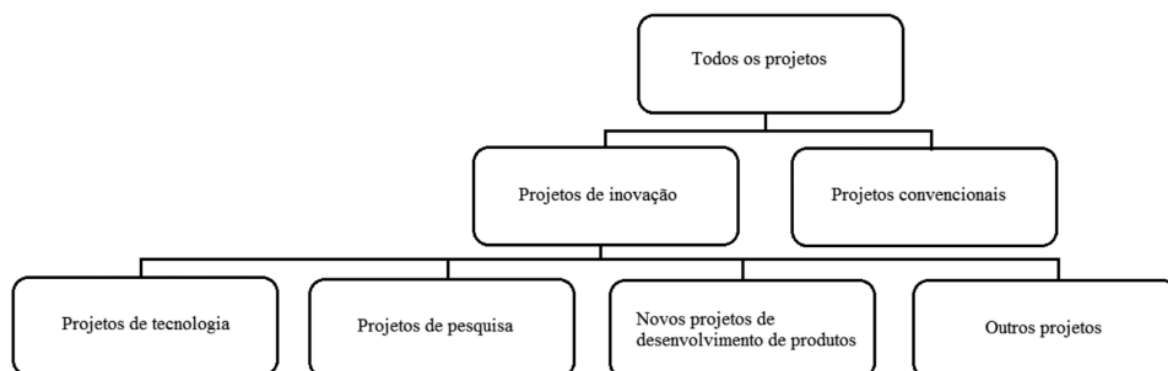 Todos os projetos
Projetos de inovação
Projetos convencionais
Projetos de tecnologia
Projetos de pesquisa
Novos projetos de
desenvolvimento de produtos
Outros projetos